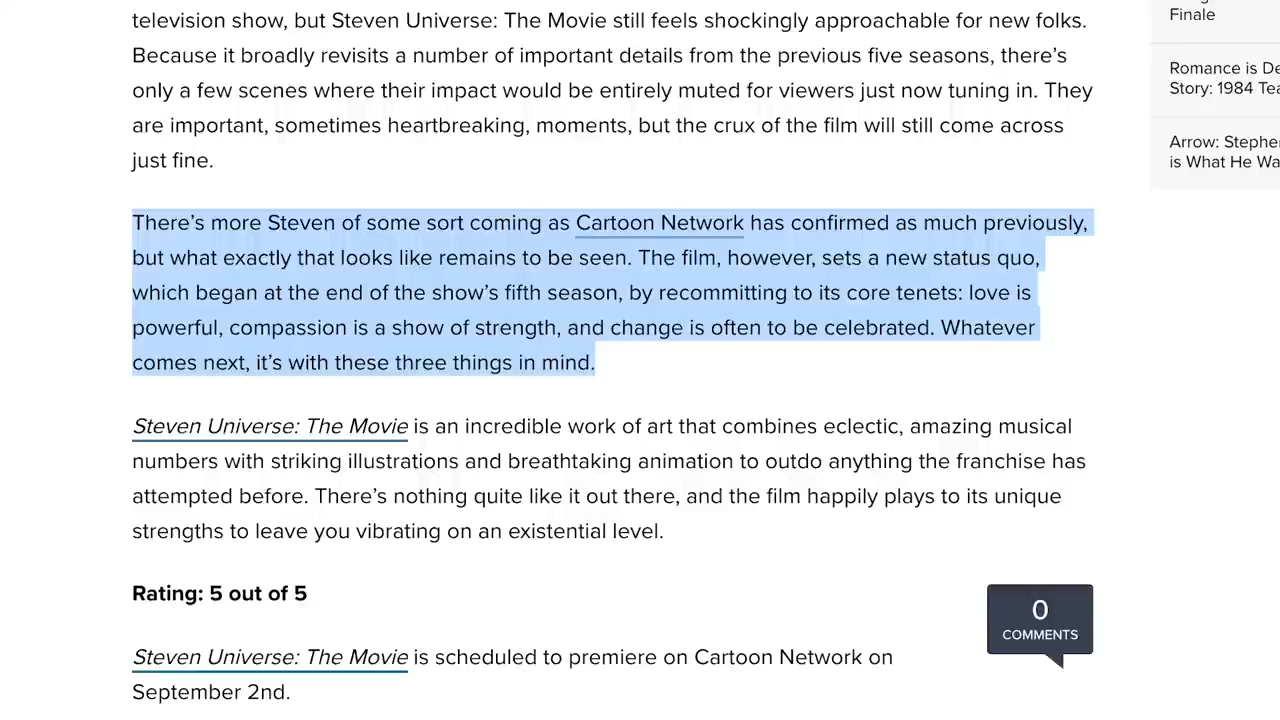 television show, but Steven Universe: The Movie still feels shockingly approachable for new folks.
Because it broadly revisits a number of important details from the previous five seasons, there’s
only a few scenes where their impact would be entirely muted for viewers just now tuning in. They
are important, sometimes heartbreaking, moments, but the crux of the film will still come across
just fine.
There’s more Steven of some sort coming as Cartoon Network has confirmed as much previously,
but what exactly that looks like remains to be seen. The film, however, sets a new status quo,
which began at the end of the show’s fifth season, by recommitting to its core tenets: love is
powerful, compassion is a show of strength, and change is often to be celebrated. Whatever
comes next, it’s with these three things in mind.
Steven Universe: The Movie is an incredible work of art that combines eclectic, amazing musical
numbers with striking illustrations and breathtaking animation to outdo anything the franchise has
attempted before. There’s nothing quite like it out there, and the film happily plays to its unique
strengths to leave you vibrating on an existential level.
Rating: 5 out of 5
0
COMMENTS
Steven Universe: The Movie is scheduled to premiere on Cartoon Network on
September 2nd.
Finale
Romance is De
Story: 1984 Tea
Arrow: Stephe
is What He Wa